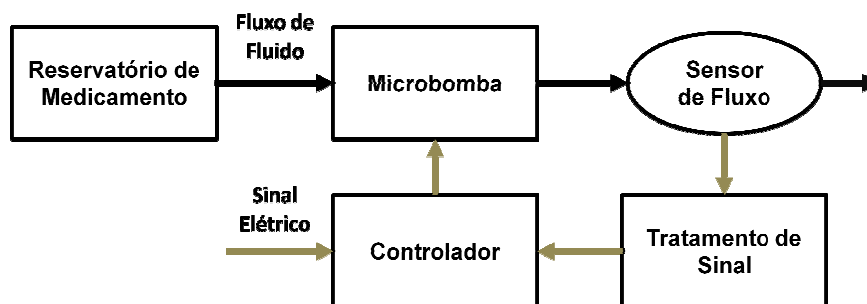 Fluxo de
Fluido
Reservatório de
Medicamento
Microbomba
Sensor
de Fluxo
Sinal
Elétrico
Controlador
Tratamento de
Sinal